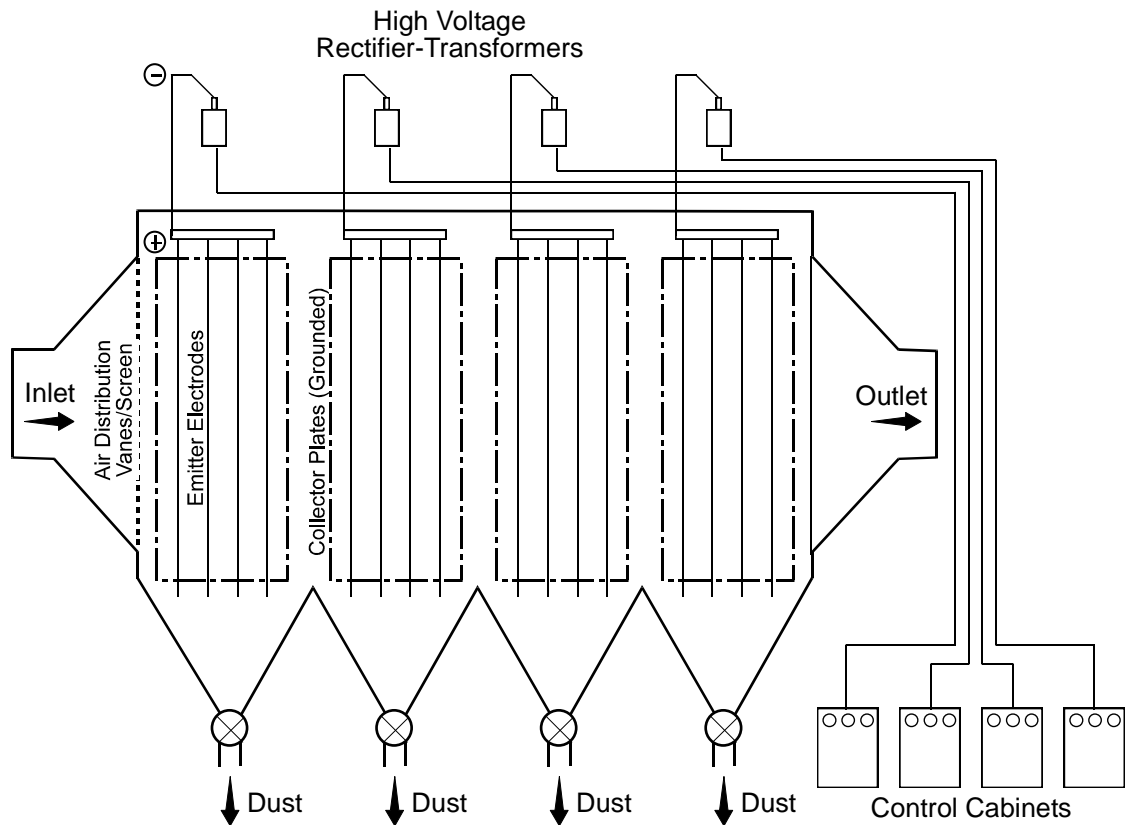 High Voltage
Rectifier-Transformers
Inlet
Air Distribution
Vanes/Screen
Emitter Electrodes
Collector Plates (Grounded)
Outlet
Dust
Dust
Dust
Dust
Control Cabinets